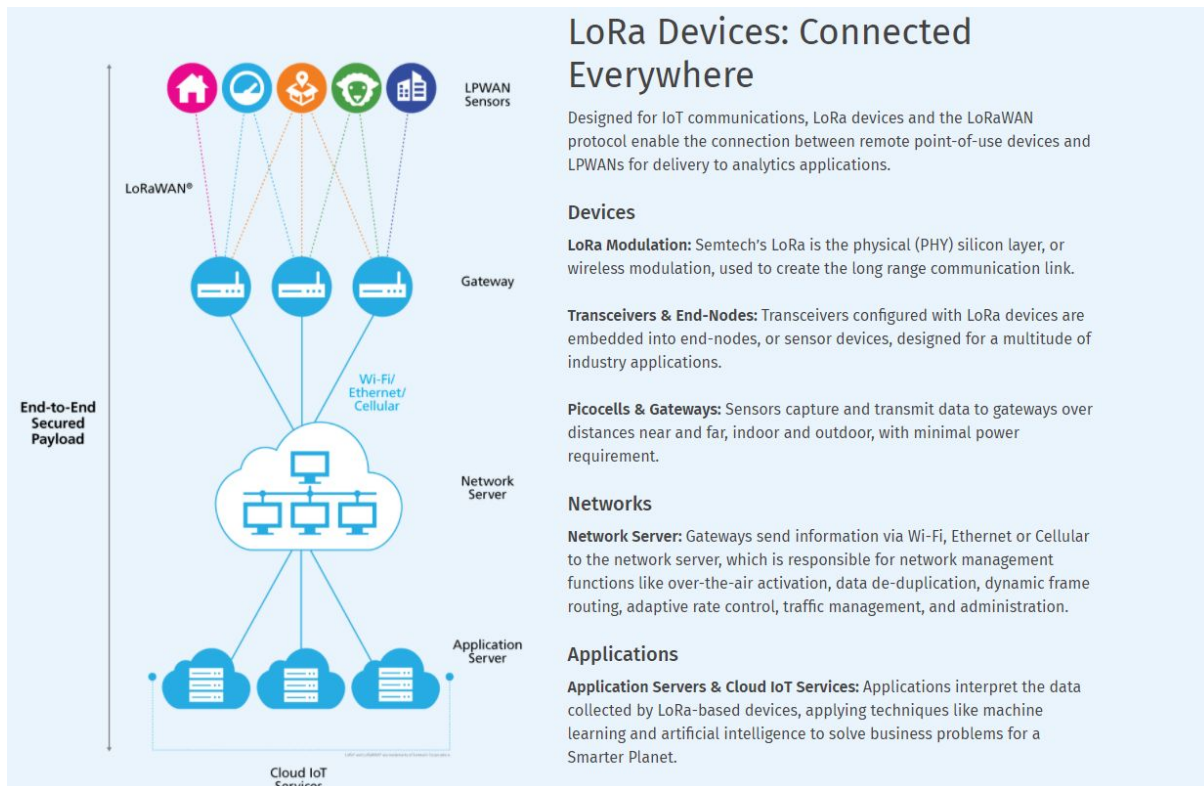 LoRa Devices: Connected
Everywhere
Designed for IoT communications, LoRa devices and the LoRaWAN
protocol enable the connection between remote point-of-use devices and
LPWANs for delivery to analytics applications.
Devices
LoRa Modulation: Semtech's LoRa is the physical (PHY) silicon layer, or
wireless modulation, used to create the long range communication link.
Transceivers & End-Nodes: Transceivers configured with LoRa devices are
embedded into end-nodes, or sensor devices, designed for a multitude of
industry applications.
Picocells & Gateways: Sensors capture and transmit data to gateways over
distances near and far, indoor and outdoor, with minimal power
requirement.
Networks
Network Server: Gateways send information via Wi-Fi, Ethernet or Cellular
to the network server, which is responsible for network management
functions like over-the-air activation, data de-duplication, dynamic frame
routing, adaptive rate control, traffic management, and administration.
Applications
Application Servers & Cloud IoT Services: Applications interpret the data
collected by LoRa-based devices, applying techniques like machine
learning and artificial intelligence to solve business problems for a
Smarter Planet.
LPWAN
Sensors
LoRaWAN®
Gateway
Wi-Fi/
Ethernet/
Cellular
End-to-End
Secured
Payload
Network
Server
Application
Server
Cloud IoT
Services